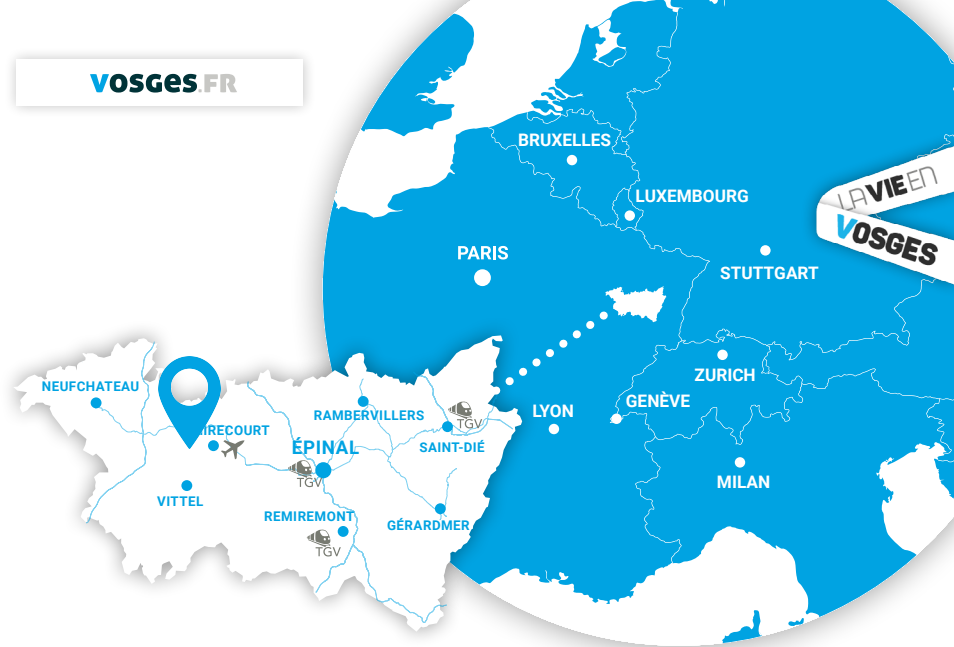 VOSGES.FR
BRUXELLES
LUXEMBOURG
LA VIE EN
VOSGES
PARIS
STUTTGART
ZURICH
GENÈVE
LYON
MILAN
NEUFCHATEAU
RAMBERVILLERS
IRECOURT
TGV
SAINT-DIÉ
ÉPINAL
TGV
VITTEL
REMIREMONT
GÉRARDMER
TGV